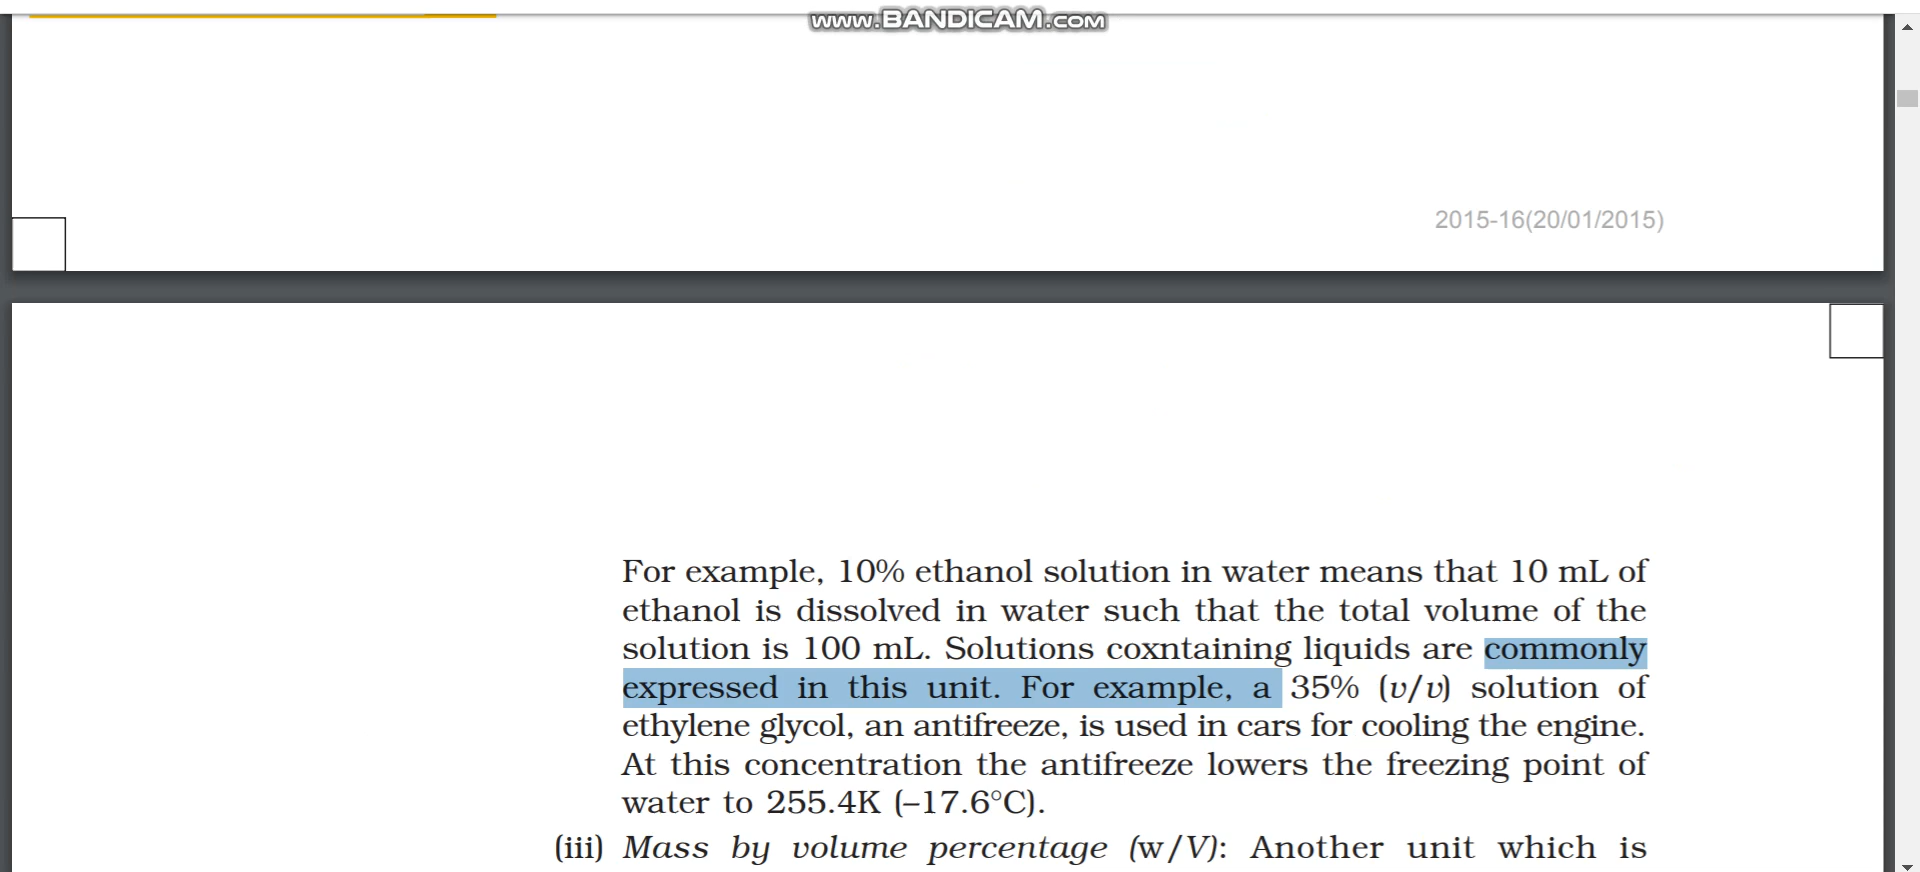 www.BANDICAM.COM
2015-16(20/01/2015)
For example, 10% ethanol solution in water means that 10 mL of
ethanol is dissolved in water such that the total volume of the
solution is 100 mL. Solutions coxntaining liquids are commonly
expressed in this unit. For example, a 35% (v/v) solution of
ethylene glycol, an antifreeze, is used in cars for cooling the engine.
At this concentration the antifreeze lowers the freezing point of
water to 255.4K (–17.6°C).
(iii) Mass by volume percentage (w/V): Another unit which is